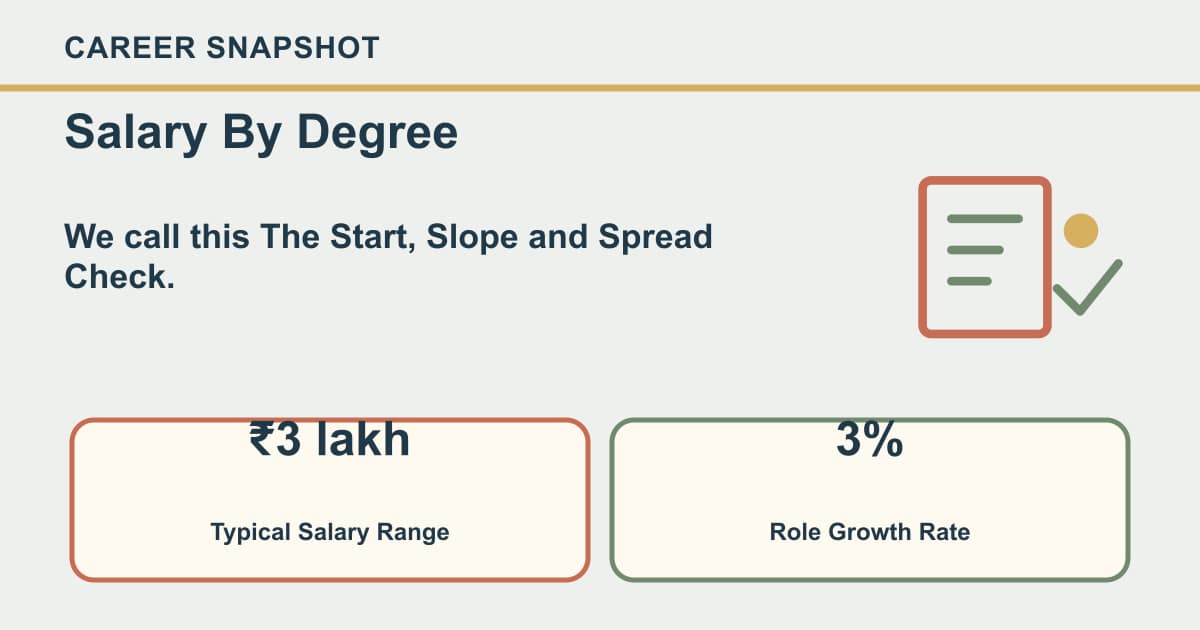 CAREER SNAPSHOT
Salary By Degree
We call this The Start, Slope and Spread
Check.
₹3 lakh
Typical Salary Range
3%
Role Growth Rate